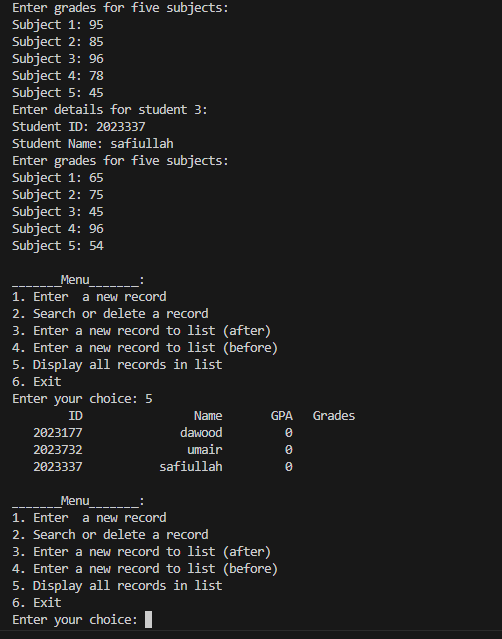 Enter grades for five subjects:
Subject 1: 95
Subject 2: 85
Subject 3: 96
Subject 4: 78
Subject 5: 45
Enter details for student 3:
Student ID: 2023337
Student Name: safiullah
Enter grades for five subjects:
Subject 1: 65
Subject 2: 75
Subject 3: 45
Subject 4: 96
Subject 5: 54

_______Menu_______:
1. Enter  a new record
2. Search or delete a record
3. Enter a new record to list (after)
4. Enter a new record to list (before)
5. Display all records in list
6. Exit
Enter your choice: 5
        ID                Name       GPA   Grades
   2023177              dawood         0
   2023732               umair         0
   2023337           safiullah         0

_______Menu_______:
1. Enter  a new record
2. Search or delete a record
3. Enter a new record to list (after)
4. Enter a new record to list (before)
5. Display all records in list
6. Exit
Enter your choice: